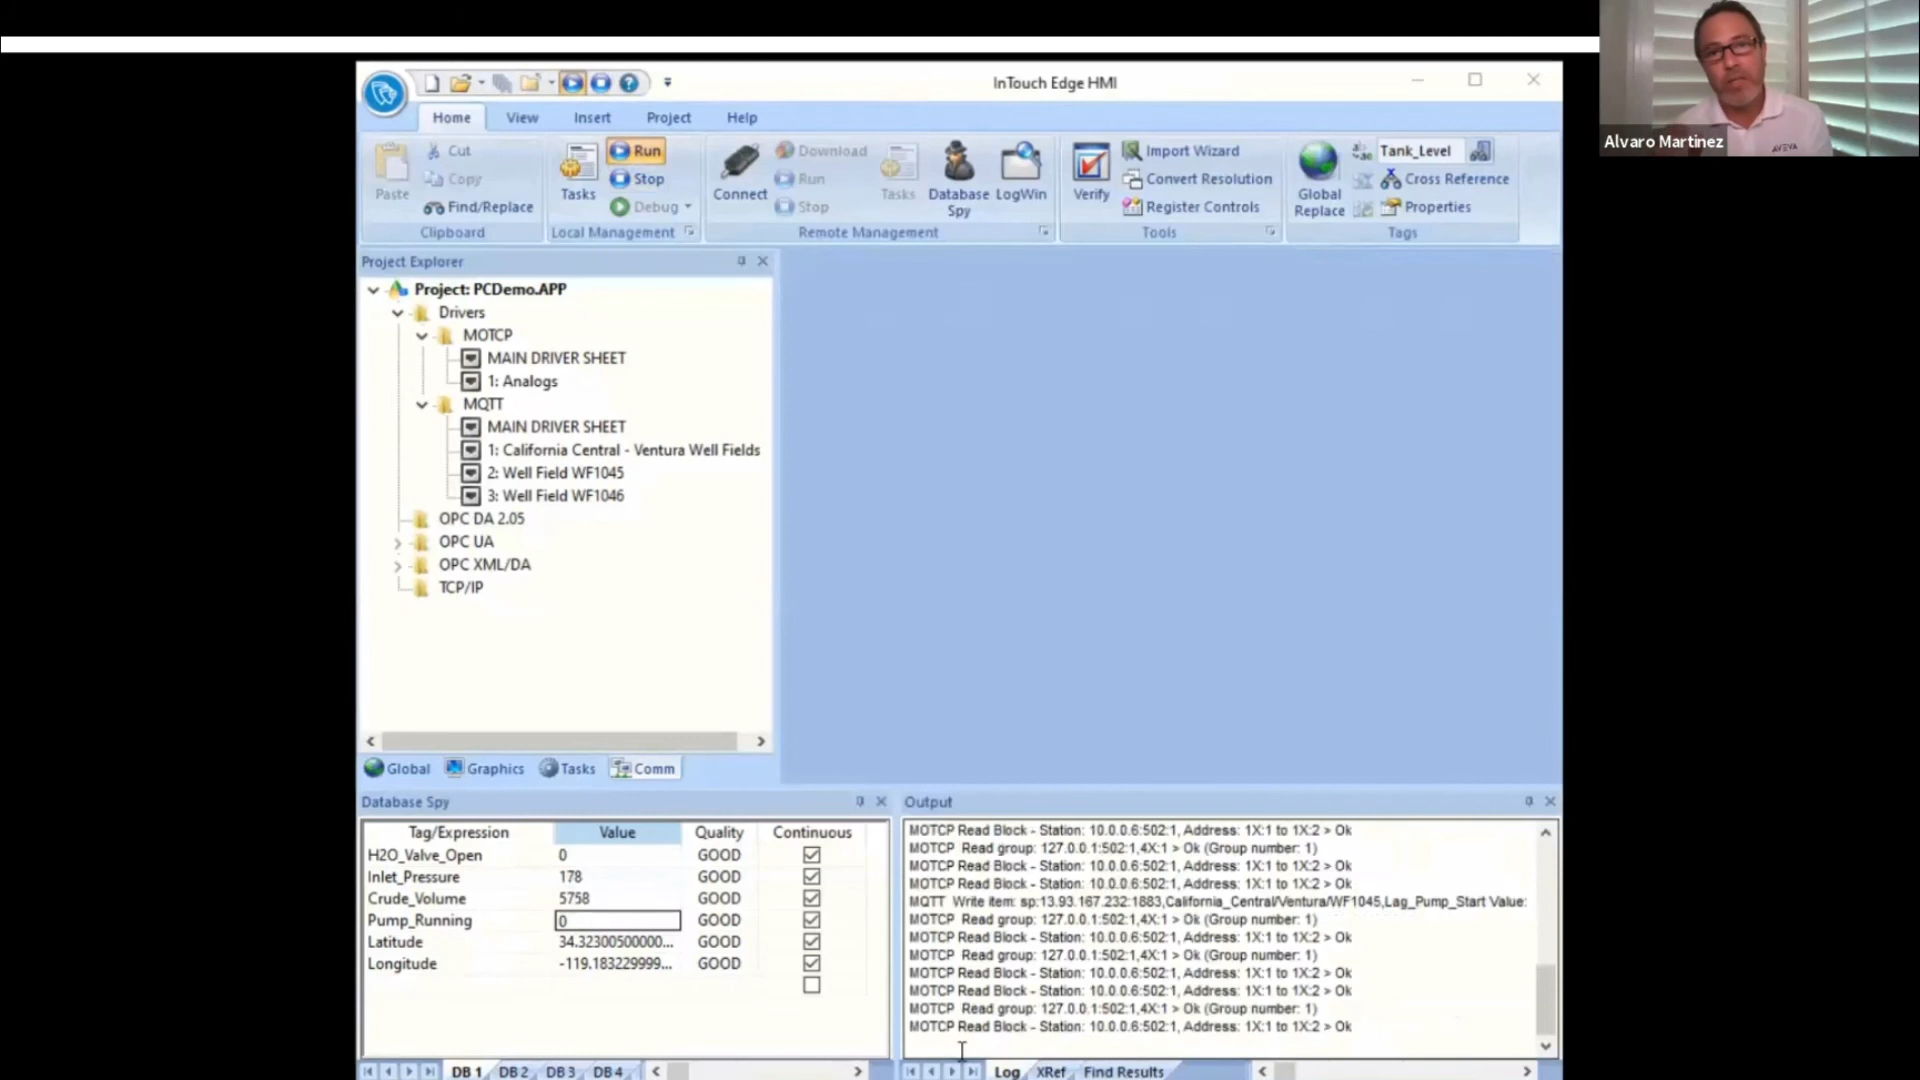 InTouch Edge HMI
Alvaro Martinez
AVEVA
Home View Insert Project Help
Paste
Cut
Copy
Find/Replace
Clipboard
Tasks
Run
Stop
Debug
Local Management
Connect
Download
Run
Stop
Tasks
Database Spy
LogWin
Remote Management
Verify
Import Wizard
Convert Resolution
Register Controls
Tools
Global Replace
Tank_Level
Cross Reference
Properties
Tags
Project Explorer
Project: PCDemo.APP
Drivers
MOTCP
MAIN DRIVER SHEET
1: Analogs
MQTT
MAIN DRIVER SHEET
1: California Central - Ventura Well Fields
2: Well Field WF1045
3: Well Field WF1046
OPC DA 2.05
OPC UA
OPC XML/DA
TCP/IP
Global Graphics Tasks Comm
Database Spy
Tag/Expression Value Quality Continuous
H2O_Valve_Open 0 GOOD
Inlet_Pressure 178 GOOD
Crude_Volume 5758 GOOD
Pump_Running 0 GOOD
Latitude 34.32300500000... GOOD
Longitude -119.183229999... GOOD
DB 1 DB 2 DB 3 DB 4
Output
MOTCP Read Block - Station: 10.0.0.6:502:1, Address: 1X:1 to 1X:2 > Ok
MOTCP Read group: 127.0.0.1:502:1,4X:1 > Ok (Group number: 1)
MOTCP Read Block - Station: 10.0.0.6:502:1, Address: 1X:1 to 1X:2 > Ok
MOTCP Read Block - Station: 10.0.0.6:502:1, Address: 1X:1 to 1X:2 > Ok
MQTT Write item: sp:13.93.167.232:1883,California_Central/Ventura/WF1045,Lag_Pump_Start Value:
MOTCP Read group: 127.0.0.1:502:1,4X:1 > Ok (Group number: 1)
MOTCP Read Block - Station: 10.0.0.6:502:1, Address: 1X:1 to 1X:2 > Ok
MOTCP Read group: 127.0.0.1:502:1,4X:1 > Ok (Group number: 1)
MOTCP Read Block - Station: 10.0.0.6:502:1, Address: 1X:1 to 1X:2 > Ok
MOTCP Read Block - Station: 10.0.0.6:502:1, Address: 1X:1 to 1X:2 > Ok
MOTCP Read group: 127.0.0.1:502:1,4X:1 > Ok (Group number: 1)
MOTCP Read Block - Station: 10.0.0.6:502:1, Address: 1X:1 to 1X:2 > Ok
Log XRef Find Results